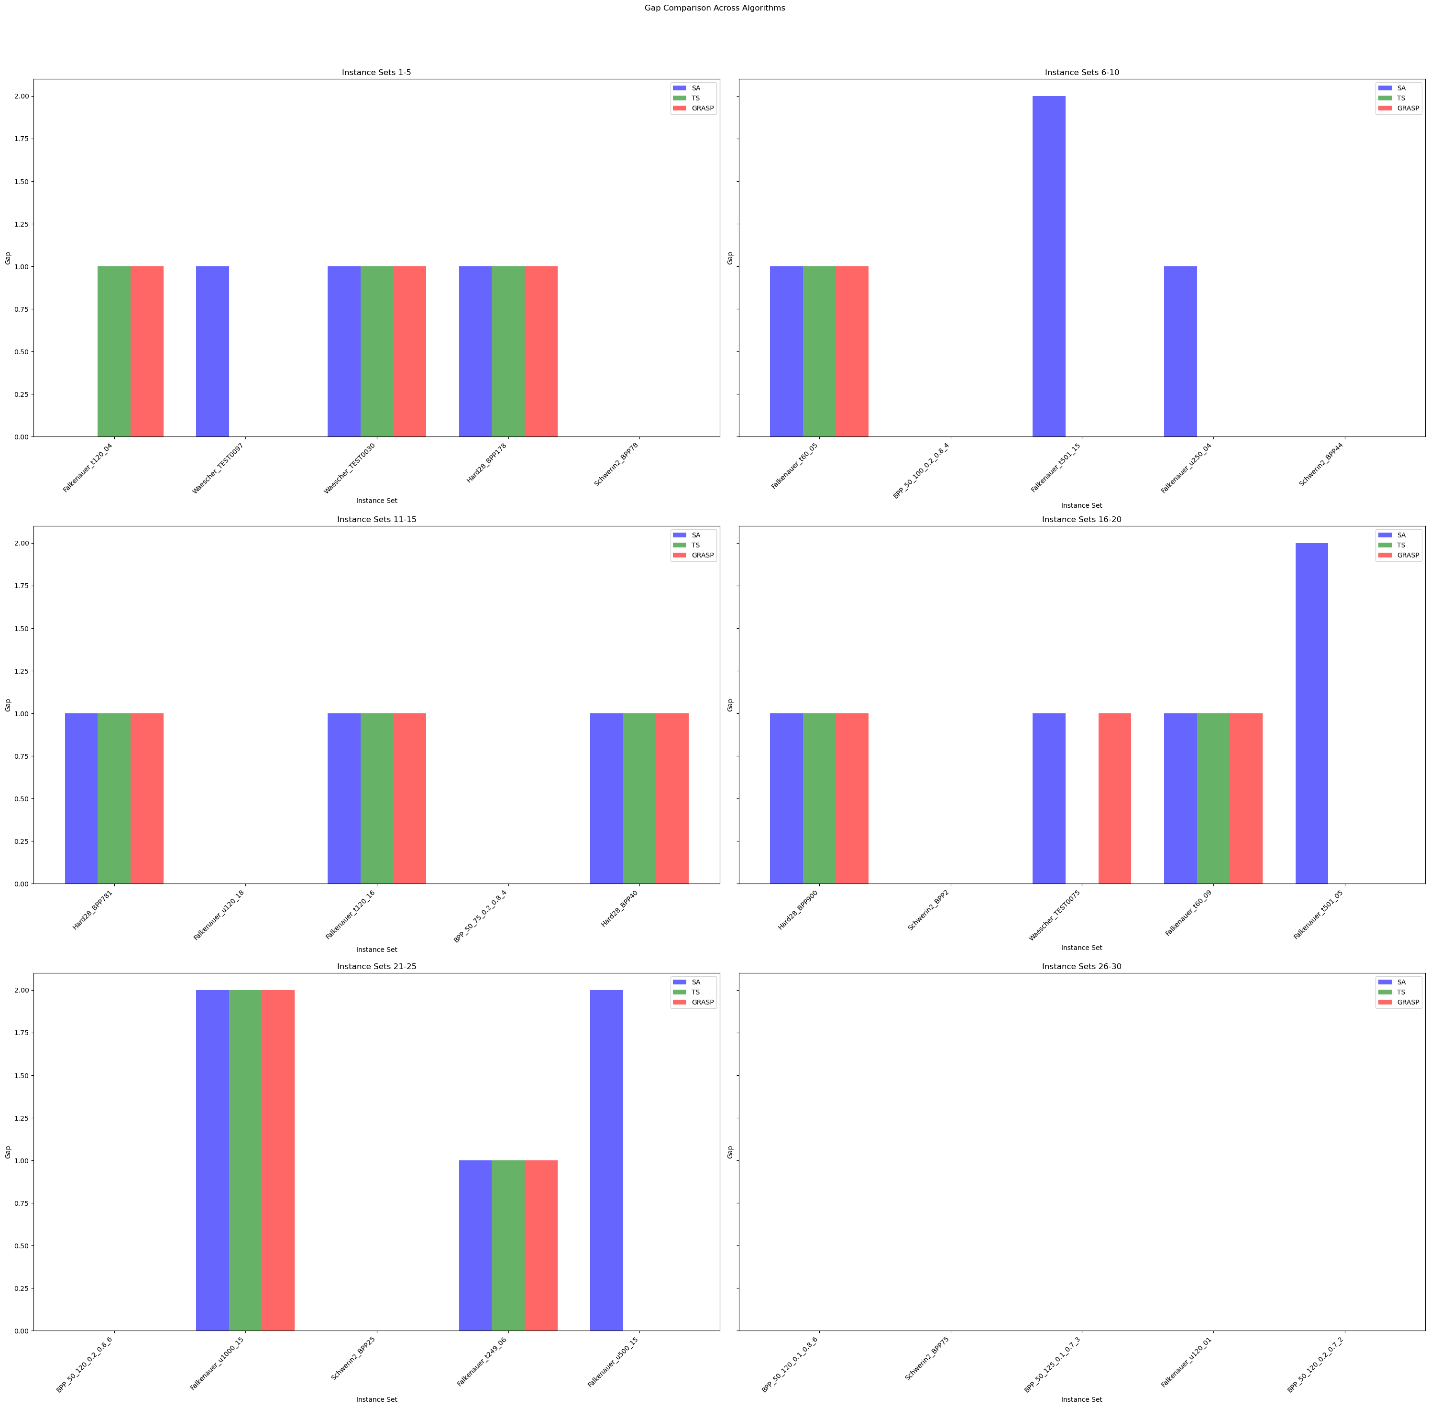 Gap Comparison Across Algorithms
Instance Sets 1-5
SA
TS
GRASP
2.00
1.75
1.50
1.25
1.00
0.75
0.50
0.25
0.00
Gap
Falkenauer_t120_04
Waescher_TEST0097
Waescher_TEST0030
Hard28_BPP178
Schwerin2_BPP78
Instance Set
Instance Sets 6-10
SA
TS
GRASP
Gap
Falkenauer_t60_05
BPP_50_100_0.2_0.6_4
Falkenauer_t501_15
Falkenauer_u250_04
Schwerin2_BPP44
Instance Set
Instance Sets 11-15
SA
TS
GRASP
2.00
1.75
1.50
1.25
1.00
0.75
0.50
0.25
0.00
Gap
Hard28_BPP781
Falkenauer_u120_18
Falkenauer_t120_16
BPP_50_75_0.2_0.8_4
Hard28_BPP40
Instance Set
Instance Sets 16-20
SA
TS
GRASP
Gap
Hard28_BPP900
Schwerin2_BPP2
Waescher_TEST0075
Falkenauer_t60_09
Falkenauer_t501_05
Instance Set
Instance Sets 21-25
SA
TS
GRASP
2.00
1.75
1.50
1.25
1.00
0.75
0.50
0.25
0.00
Gap
BPP_50_120_0.2_0.8_0
Falkenauer_u1000_15
Schwerin2_BPP25
Falkenauer_t249_06
Falkenauer_u500_15
Instance Set
Instance Sets 26-30
SA
TS
GRASP
Gap
BPP_50_120_0.1_0.8_6
Schwerin2_BPP75
BPP_50_125_0.1_0.7_3
Falkenauer_u120_01
BPP_50_120_0.2_0.7_2
Instance Set